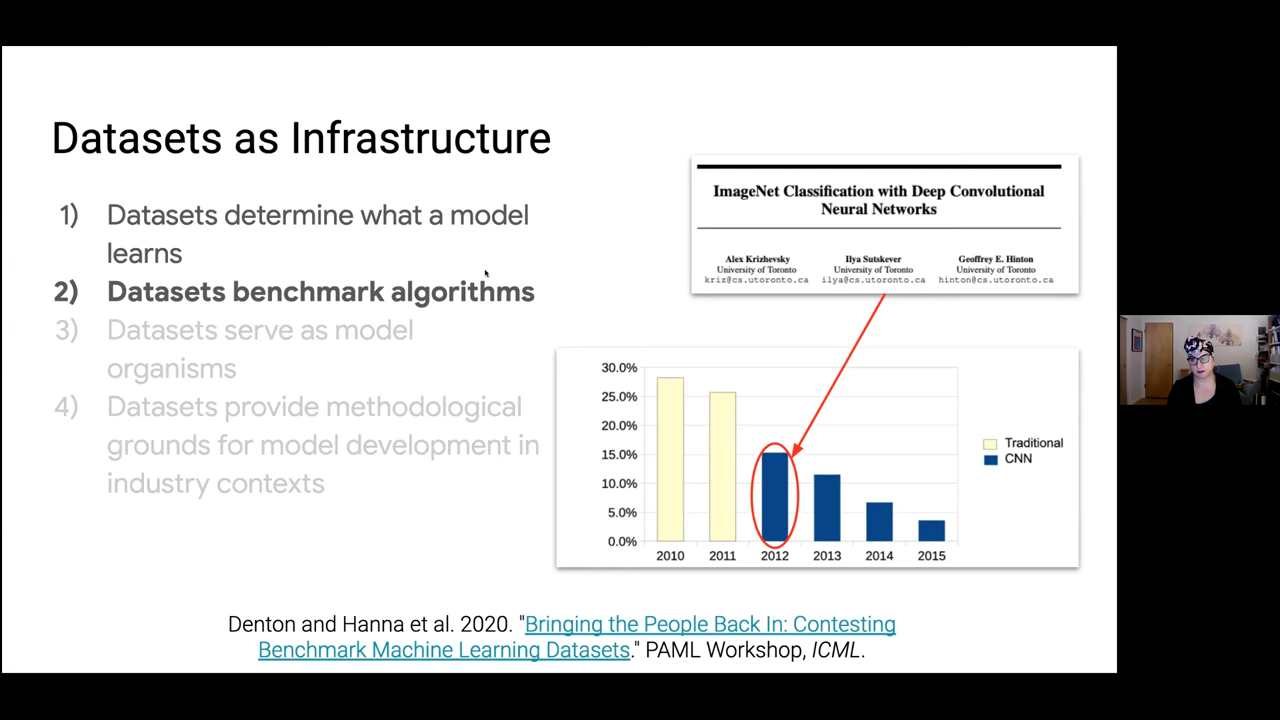 Datasets as Infrastructure
1) Datasets determine what a model
learns
2) Datasets benchmark algorithms
3) Datasets serve as model
organisms
4) Datasets provide methodological
grounds for model development in
industry contexts
ImageNet Classification with Deep Convolutional
Neural Networks
Alex Krizhevsky
University of Toronto
kriz@cs.utoronto.ca
Ilya Sutskever
University of Toronto
ilya@cs.utoronto.ca
Geoffrey E. Hinton
University of Toronto
hinton@cs.utoronto.ca
30.0%
25.0%
20.0%
15.0%
10.0%
5.0%
0.0%
2010 2011 2012 2013 2014 2015
Traditional
CNN
Denton and Hanna et al. 2020. "Bringing the People Back In: Contesting
Benchmark Machine Learning Datasets." PAML Workshop, ICML.